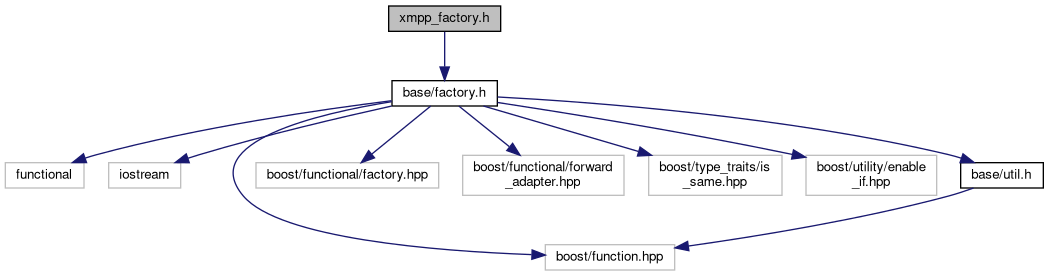 xmpp_factory.h
base/factory.h
functional
iostream
boost/functional/factory.hpp
boost/functional/forward
_adapter.hpp
boost/type_traits/is
_same.hpp
boost/utility/enable
_if.hpp
base/util.h
boost/function.hpp